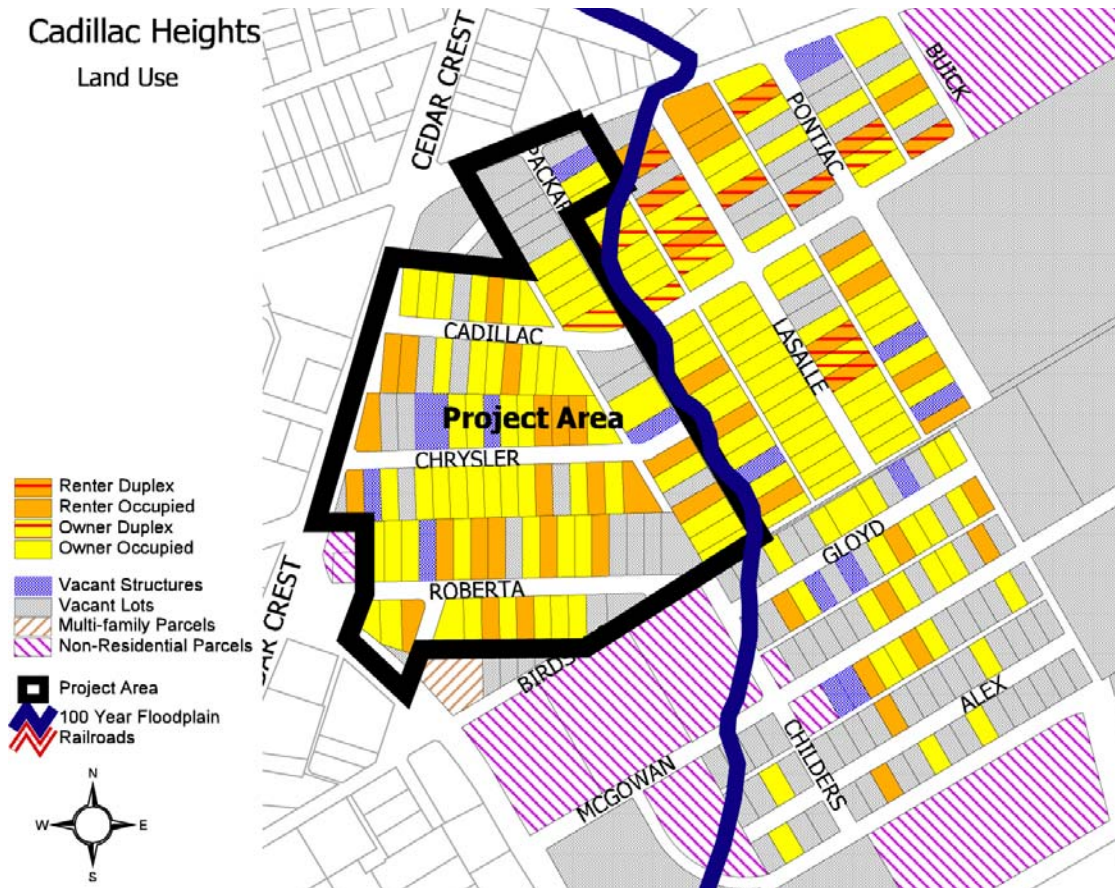 Cadillac Heights
Land Use
CEDAR CREST
BUICK
PONTIAC
PACKAR
CADILLAC
LASALLE
Project Area
CHRYSLER
GLOYD
ROBERTA
CEDAR CREST
BIRDS
ALEX
CHILDERS
MCGOWAN
Renter Duplex
Renter Occupied
Owner Duplex
Owner Occupied
Vacant Structures
Vacant Lots
Multi-family Parcels
Non-Residential Parcels
Project Area
100 Year Floodplain
Railroads
N
W E
S